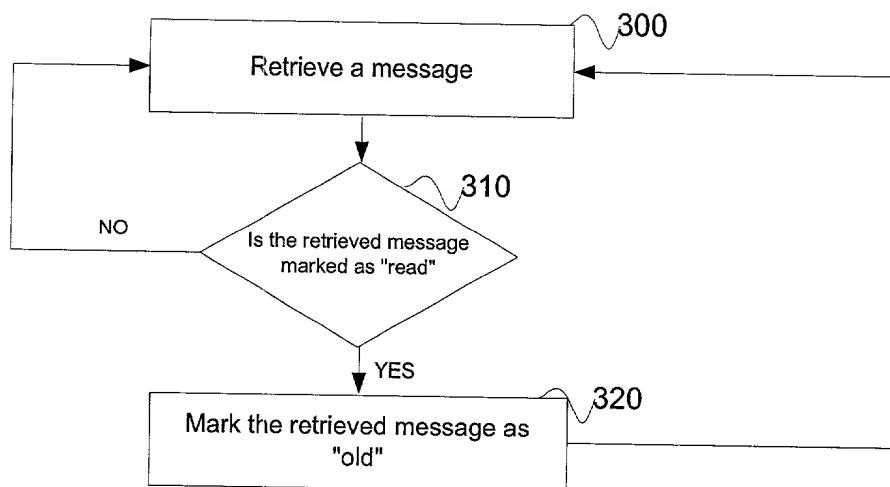 300
Retrieve a message
310
NO
Is the retrieved message
marked as "read"
YES
320
Mark the retrieved message as
"old"